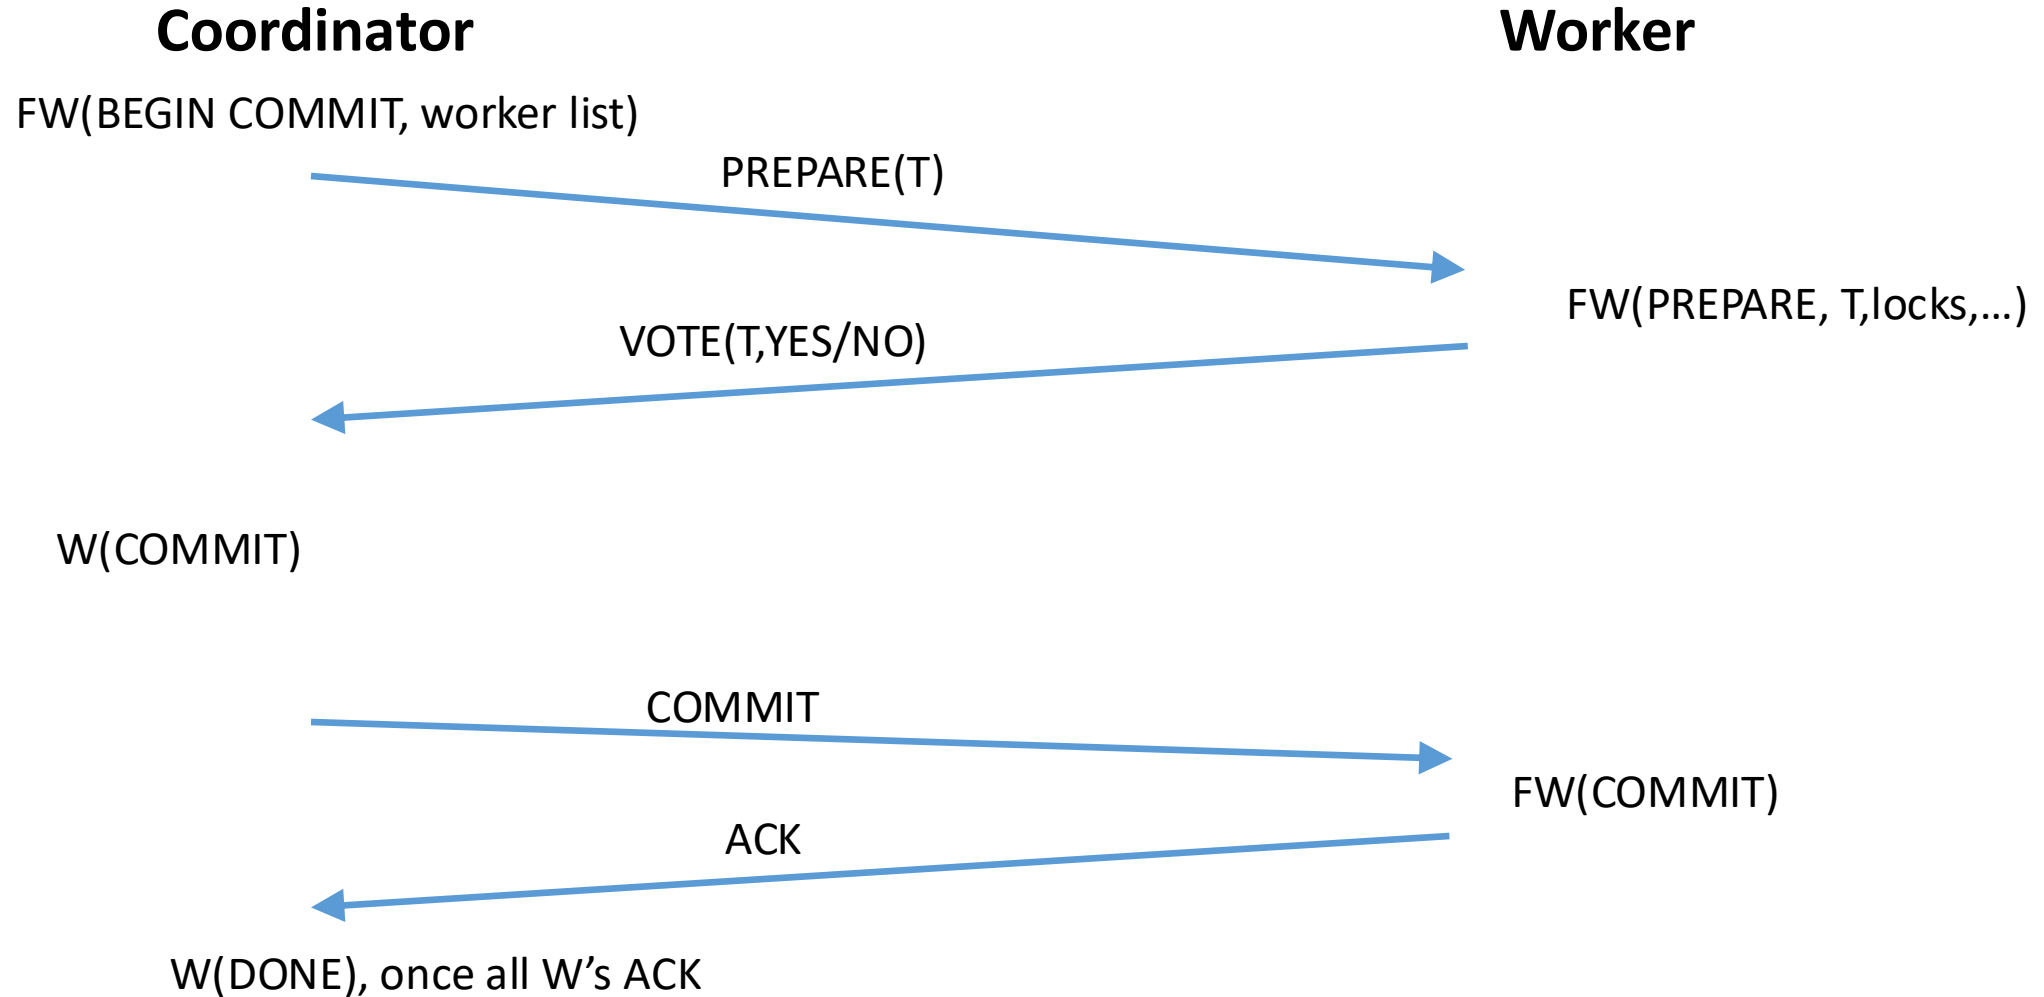 Coordinator
Worker
FW(BEGIN COMMIT, worker list)
PREPARE(T)
FW(PREPARE, T,locks,...)
VOTE(T,YES/NO)
W(COMMIT)
COMMIT
FW(COMMIT)
ACK
W(DONE), once all W’s ACK